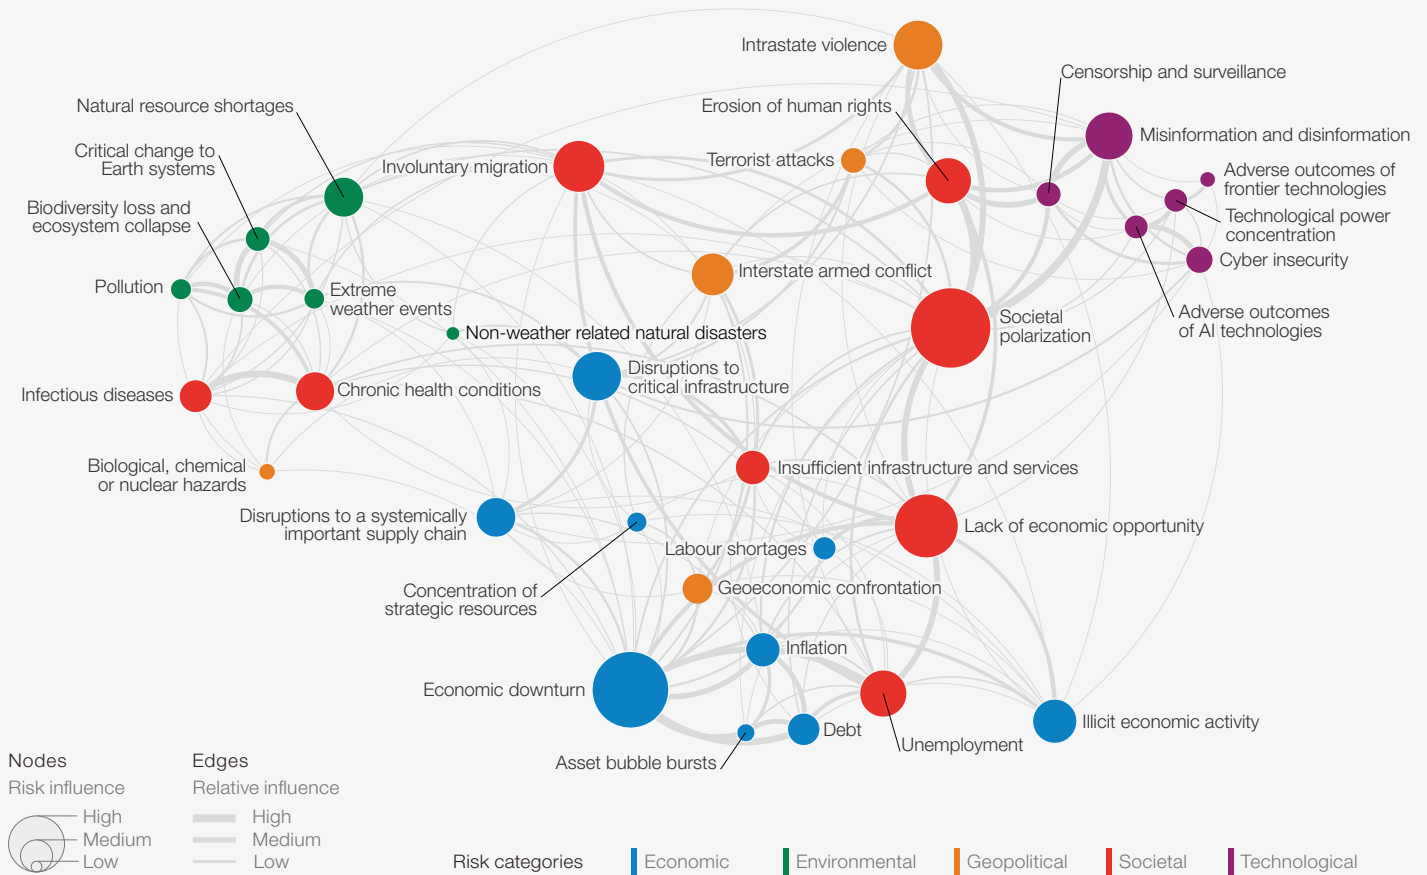 Intrastate violence
Censorship and surveillance
Natural resource shortages
Erosion of human rights
Misinformation and disinformation
Critical change to
Earth systems
Involuntary migration
Terrorist attacks
Adverse outcomes of
frontier technologies
Biodiversity loss and
ecosystem collapse
Technological power
concentration
Cyber insecurity
Interstate armed conflict
Pollution
Extreme
weather events
Societal
polarization
Adverse outcomes
of AI technologies
Non-weather related natural disasters
Disruptions to
critical infrastructure
Infectious diseases
Chronic health conditions
Biological, chemical
or nuclear hazards
Insufficient infrastructure and services
Disruptions to a systemically
important supply chain
Lack of economic opportunity
Labour shortages
Concentration of
strategic resources
Geoeconomic confrontation
Inflation
Economic downturn
Debt
Illicit economic activity
Unemployment
Asset bubble bursts
Nodes
Risk influence
High
Medium
Low
Edges
Relative influence
High
Medium
Low
Risk categories
Economic
Environmental
Geopolitical
Societal
Technological